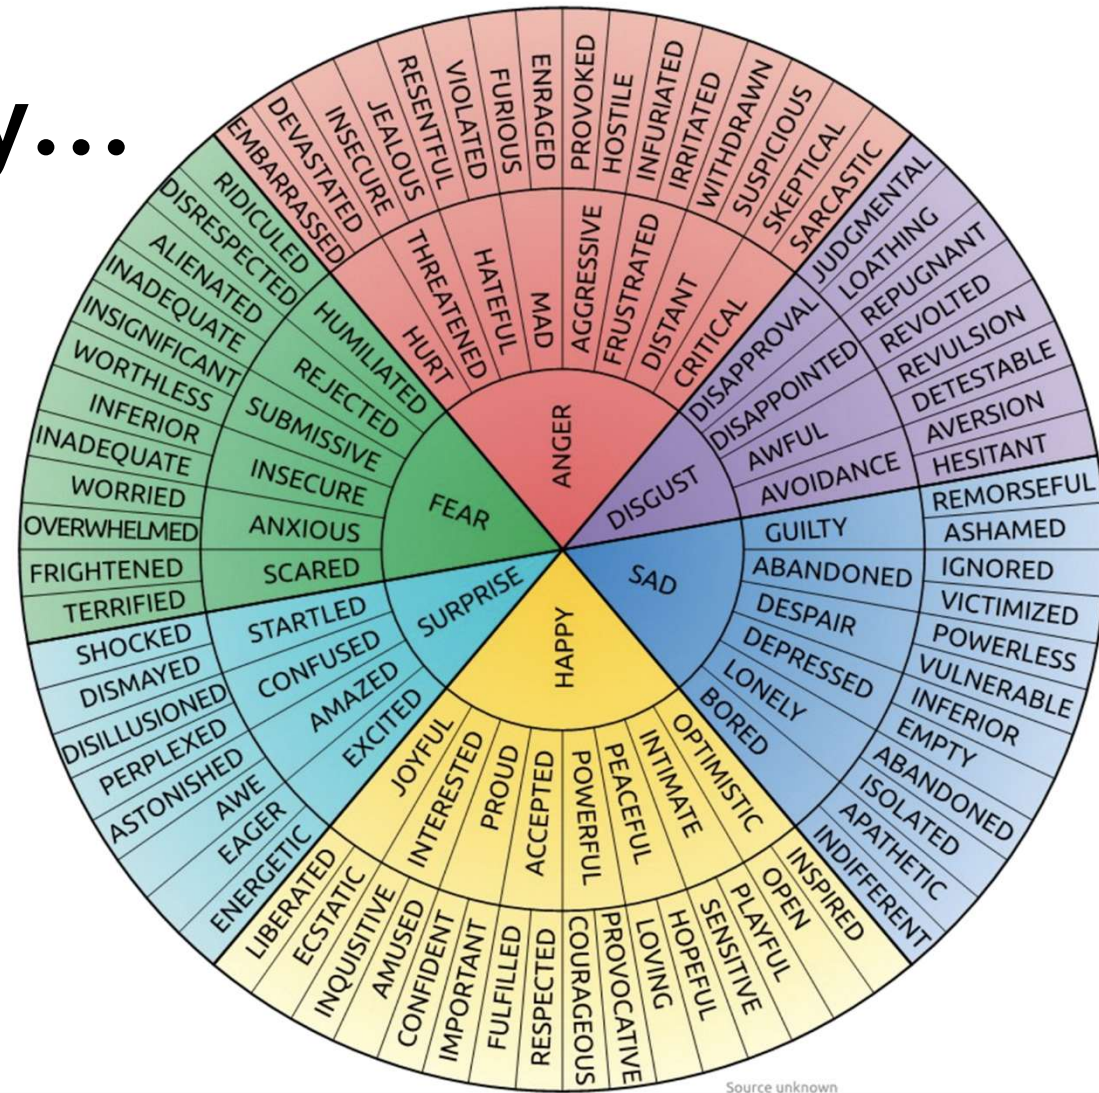 y...
ANGER
HURT
THREATENED
HATEFUL
MAD
AGGRESSIVE
FRUSTRATED
DISTANT
CRITICAL
EMBARRASSED
DEVASTATED
INSECURE
JEALOUS
RESENTFUL
VIOLATED
FURIOUS
ENRAGED
PROVOKED
HOSTILE
INFURIATED
IRRITATED
WITHDRAWN
SUSPICIOUS
SKEPTICAL
SARCASTIC
DISGUST
DISAPPROVAL
DISAPPOINTED
AWFUL
AVOIDANCE
JUDGMENTAL
LOATHING
REPUGNANT
REVOLTED
REVULSION
DETESTABLE
AVERSION
HESITANT
SAD
GUILTY
ABANDONED
DESPAIR
DEPRESSED
LONELY
BORED
REMORSEFUL
ASHAMED
IGNORED
VICTIMIZED
POWERLESS
VULNERABLE
INFERIOR
EMPTY
ABANDONED
ISOLATED
APATHETIC
INDIFFERENT
HAPPY
OPTIMISTIC
INTIMATE
PEACEFUL
POWERFUL
ACCEPTED
PROUD
INTERESTED
JOYFUL
INSPIRED
OPEN
PLAYFUL
SENSITIVE
HOPEFUL
LOVING
PROVOCATIVE
COURAGEOUS
RESPECTED
FULFILLED
IMPORTANT
CONFIDENT
AMUSED
INQUISITIVE
ECSTATIC
LIBERATED
SURPRISE
EXCITED
AMAZED
CONFUSED
STARTLED
ENERGETIC
EAGER
AWE
ASTONISHED
PERPLEXED
DISILLUSIONED
DISMAYED
SHOCKED
FEAR
SCARED
ANXIOUS
INSECURE
SUBMISSIVE
REJECTED
HUMILIATED
TERRIFIED
FRIGHTENED
OVERWHELMED
WORRIED
INADEQUATE
INFERIOR
WORTHLESS
INSIGNIFICANT
INADEQUATE
ALIENATED
DISRESPECTED
RIDICULED
Source unknown